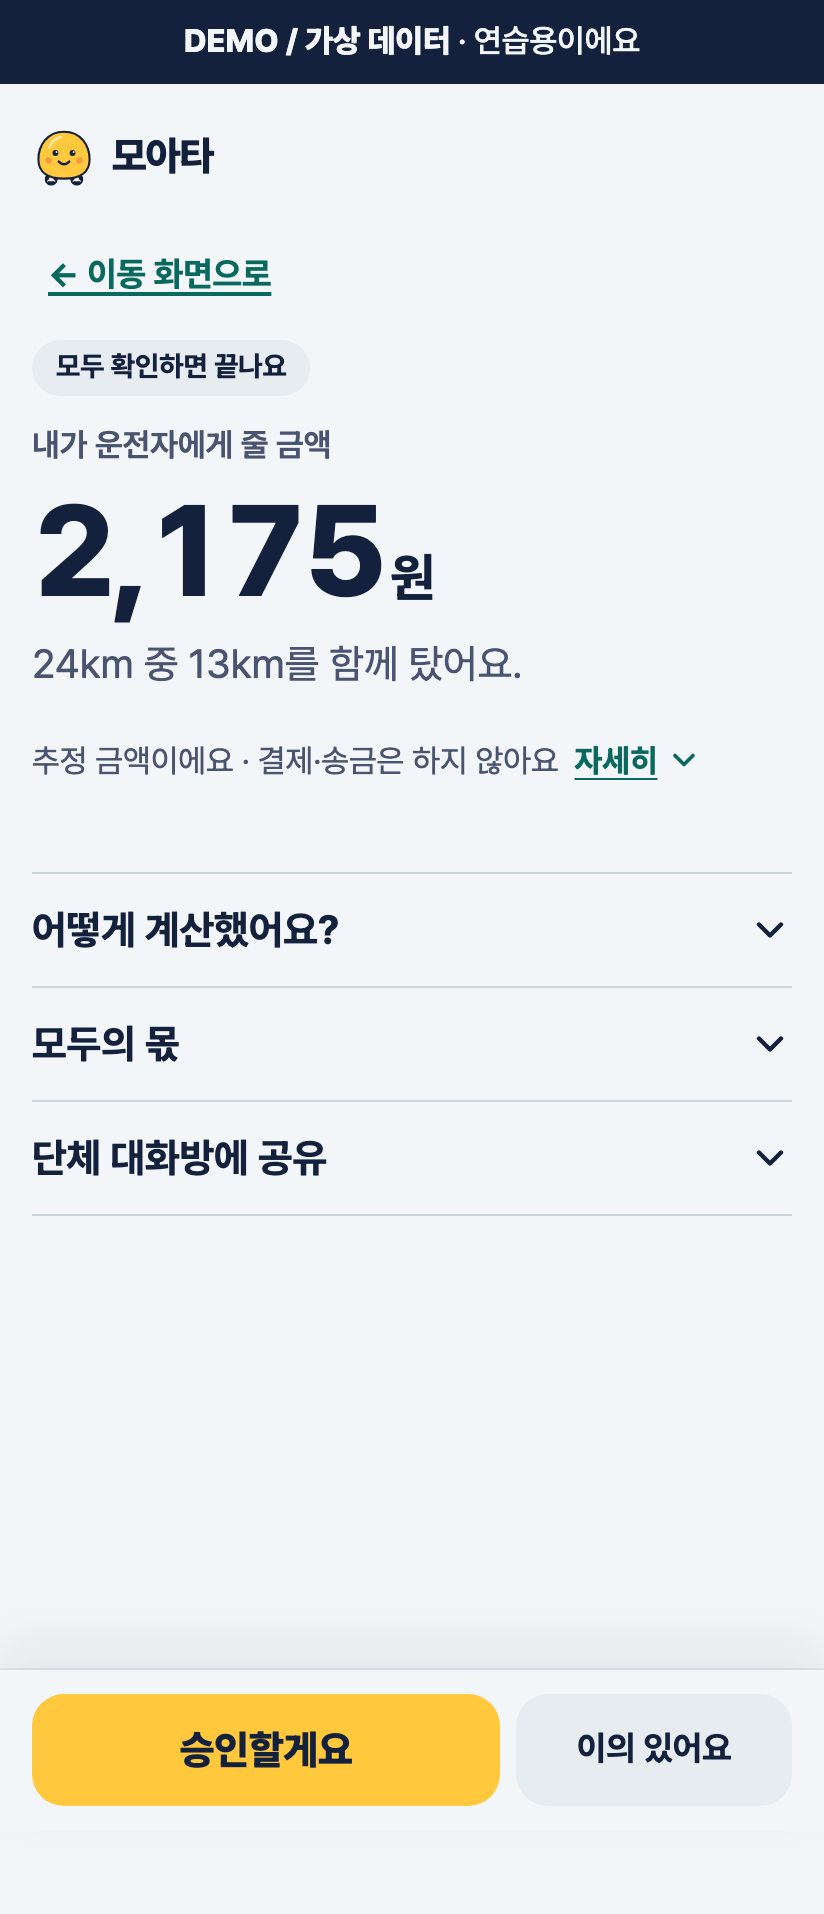 DEMO / 가상 데이터 · 연습용이에요
모아타
← 이동 화면으로
모두 확인하면 끝나요
내가 운전자에게 줄 금액
2,175원
24km 중 13km를 함께 탔어요.
추정 금액이에요 · 결제·송금은 하지 않아요 자세히
어떻게 계산했어요?
모두의 몫
단체 대화방에 공유
승인할게요
이의 있어요